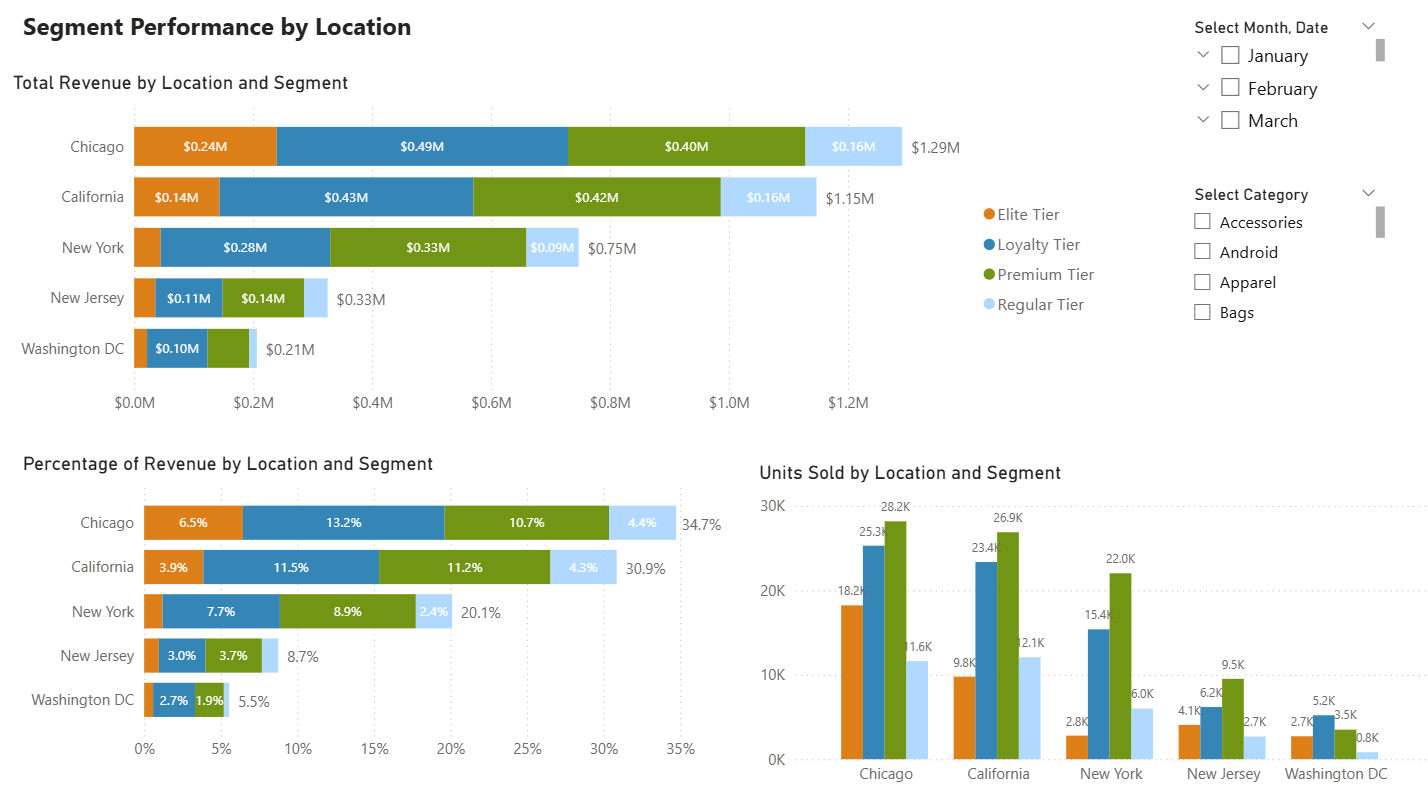 Segment Performance by Location
Total Revenue by Location and Segment
Chicago $0.24M $0.49M $0.40M $0.16M $1.29M
California $0.14M $0.43M $0.42M $0.16M $1.15M
New York $0.28M $0.33M $0.09M $0.75M
New Jersey $0.11M $0.14M $0.33M
Washington DC $0.10M $0.21M
$0.0M $0.2M $0.4M $0.6M $0.8M $1.0M $1.2M
Elite Tier
Loyalty Tier
Premium Tier
Regular Tier
Select Month, Date
January
February
March
Select Category
Accessories
Android
Apparel
Bags
Percentage of Revenue by Location and Segment
Chicago 6.5% 13.2% 10.7% 4.4% 34.7%
California 3.9% 11.5% 11.2% 4.3% 30.9%
New York 7.7% 8.9% 2.4% 20.1%
New Jersey 3.0% 3.7% 8.7%
Washington DC 2.7% 1.9% 5.5%
0% 5% 10% 15% 20% 25% 30% 35%
Units Sold by Location and Segment
30K
20K
10K
0K
18.2K 25.3K 28.2K 11.6K
9.8K 23.4K 26.9K 12.1K
2.8K 15.4K 22.0K 6.0K
4.1K 6.2K 9.5K 2.7K
2.7K 5.2K 3.5K 0.8K
Chicago California New York New Jersey Washington DC